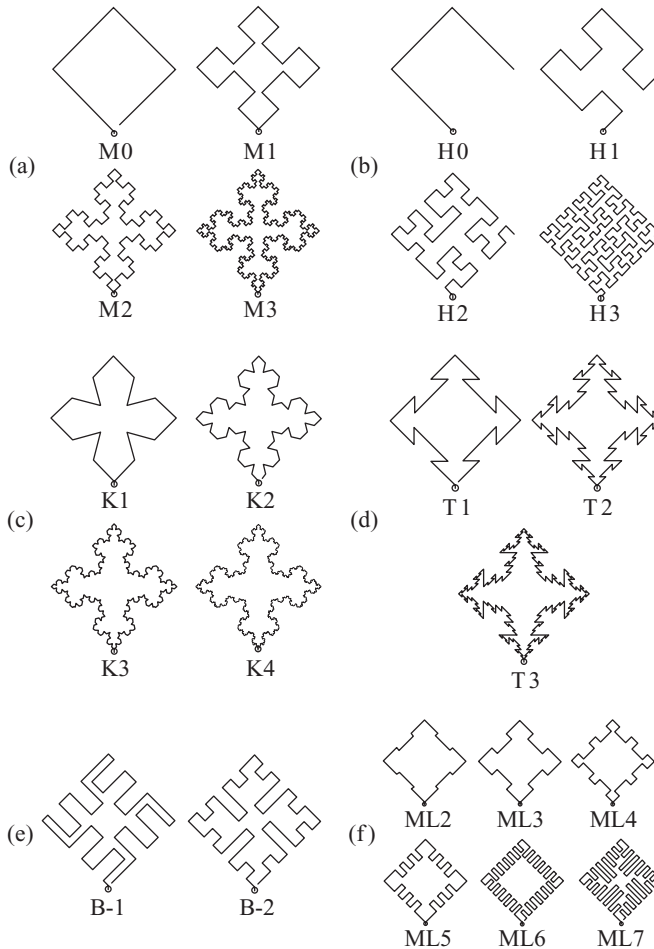 M0 M1
H0 H1
(a) (b)
M2 M3
H2 H3
K1 K2
T1 T2
(c) (d)
K3 K4
T3
ML2 ML3 ML4
(e) (f)
B-1 B-2
ML5 ML6 ML7